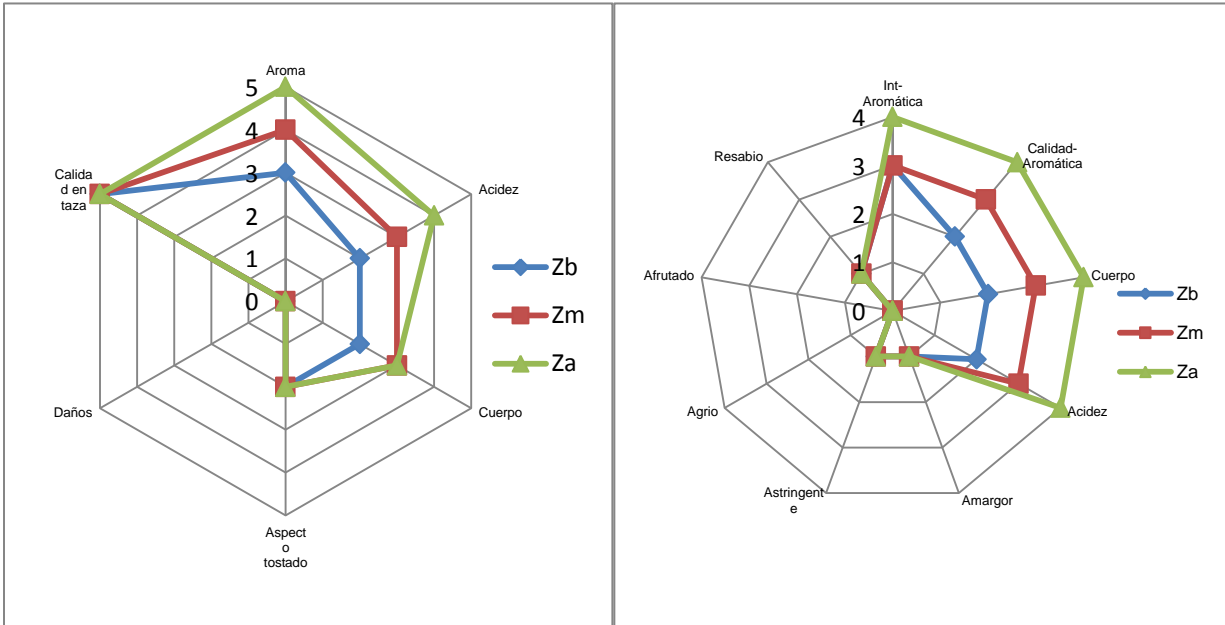 Aroma
5
4
3
2
1
0
Acidez
Cuerpo
Aspect
o
tostado
Daños
Calida
d en
taza
Zb
Zm
Za
Int-
Aromática
4
3
2
1
0
Calidad-
Aromática
Cuerpo
Acidez
Amargor
Astringent
e
Agrio
Afrutado
Resabio
Zb
Zm
Za